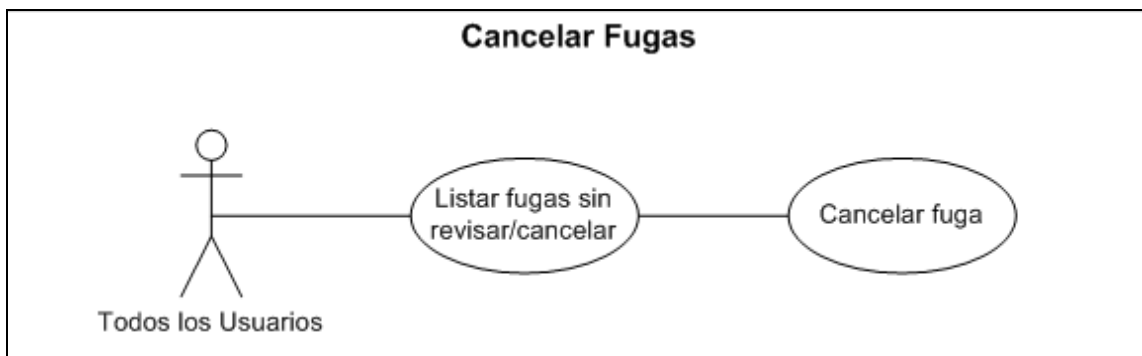 Cancelar Fugas
Listar fugas sin
revisar/cancelar
Cancelar fuga
Todos los Usuarios